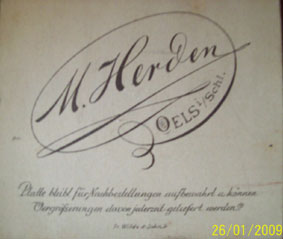 M. Herden
OELS i/Schl.
Platte bleibt für Nachbestellungen aufbewahrt u. können
Vergrößerungen davon jederzeit geliefert werden.
26/01/2009